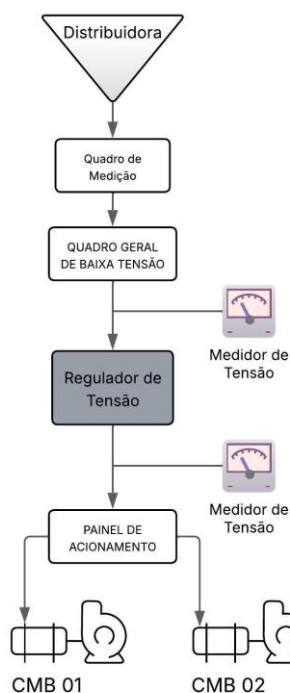 Distribuidora
Quadro de
Medição
QUADRO GERAL
DE BAIXA TENSÃO
Medidor de
Tensão
Regulador de
Tensão
Medidor de
Tensão
PAINEL DE
ACIONAMENTO
CMB 01
CMB 02